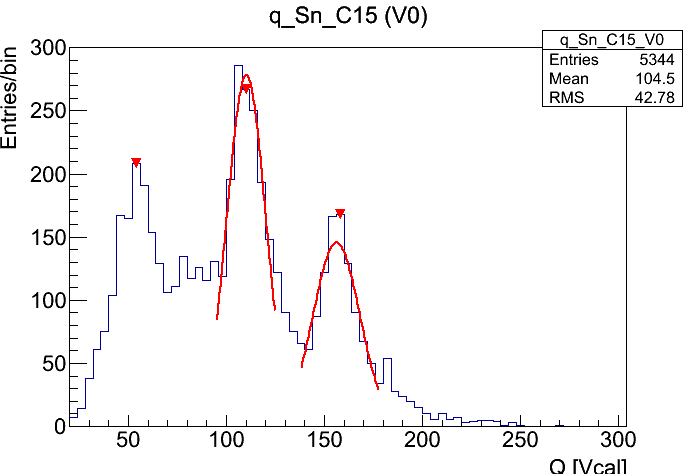 q_Sn_C15 (V0)
q_Sn_C15_V0
Entries 5344
Mean 104.5
RMS 42.78
Entries/bin
300
250
200
150
100
50
0
50 100 150 200 250 300
Q [Vcal]